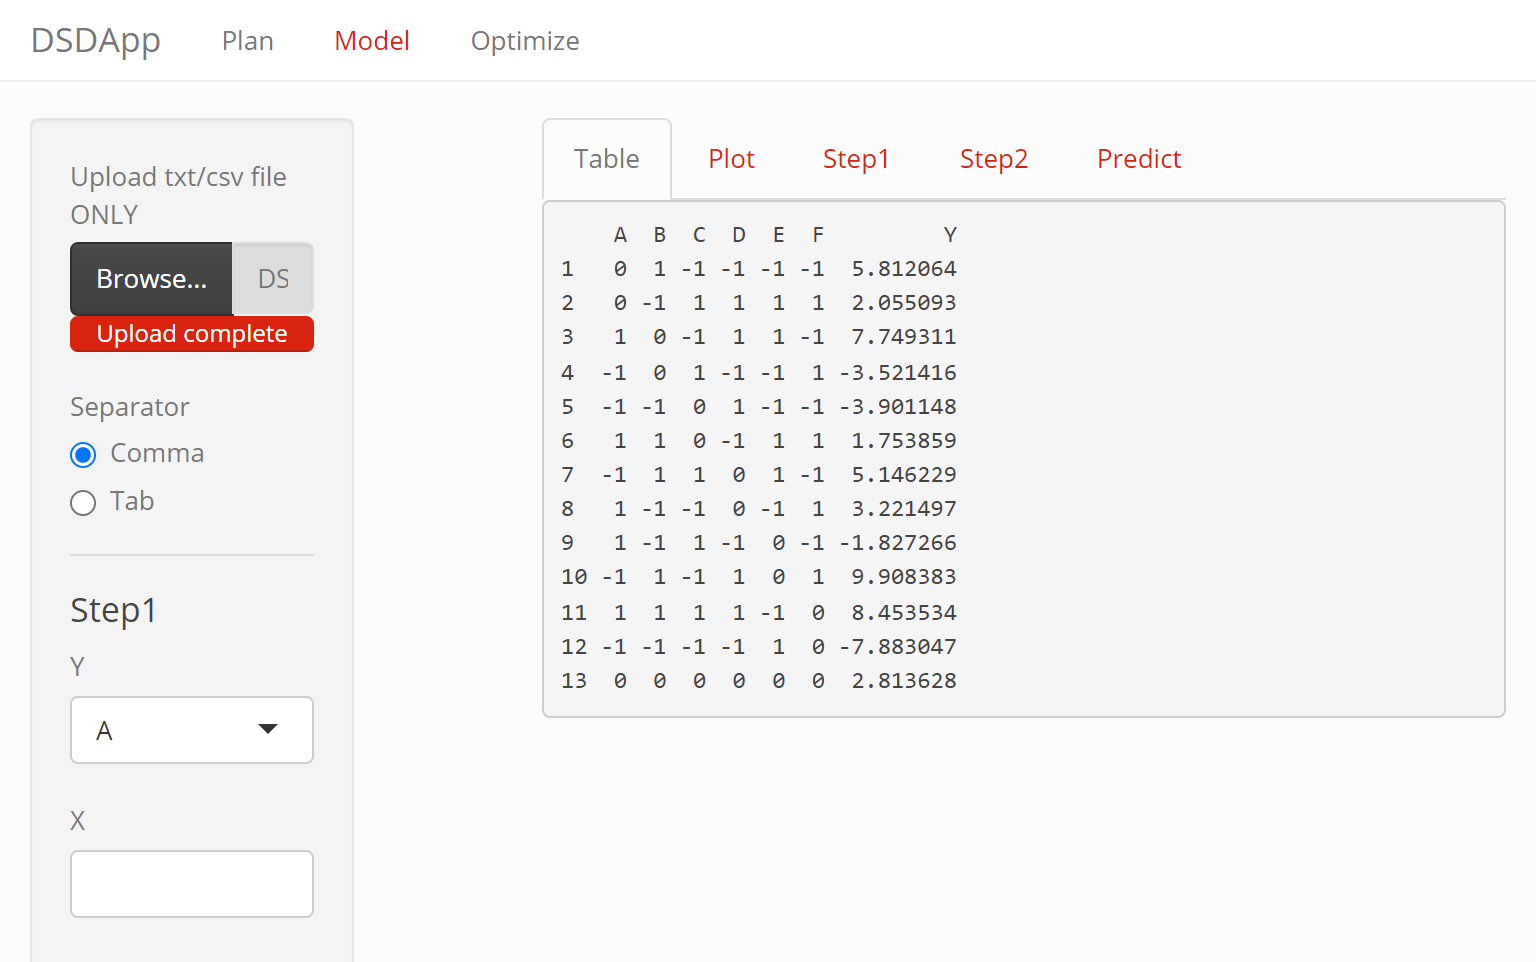 DSDApp Plan Model Optimize
Upload txt/csv file
ONLY
Browse... DS
Upload complete
Separator
Comma
Tab
Step1
Y
A
X
Table Plot Step1 Step2 Predict
A B C D E F Y
1 0 1 -1 -1 -1 -1 5.812064
2 0 -1 1 1 1 1 2.055093
3 1 0 -1 1 1 -1 7.749311
4 -1 0 1 -1 -1 1 -3.521416
5 -1 -1 0 1 -1 -1 -3.901148
6 1 1 0 -1 1 1 1.753859
7 -1 1 1 0 1 -1 5.146229
8 1 -1 -1 0 -1 1 3.221497
9 1 -1 1 -1 0 -1 -1.827266
10 -1 1 -1 1 0 1 9.908383
11 1 1 1 1 -1 0 8.453534
12 -1 -1 -1 -1 1 0 -7.883047
13 0 0 0 0 0 0 2.813628